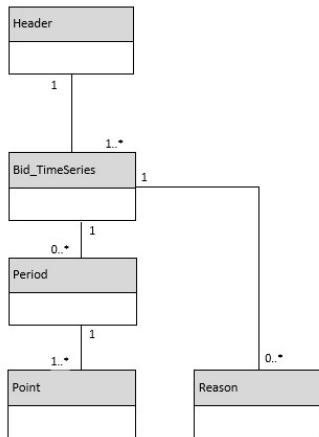 Header
1
1..*
Bid_TimeSeries
1
1
0..*
Period
1
1..*
0..*
Point
Reason